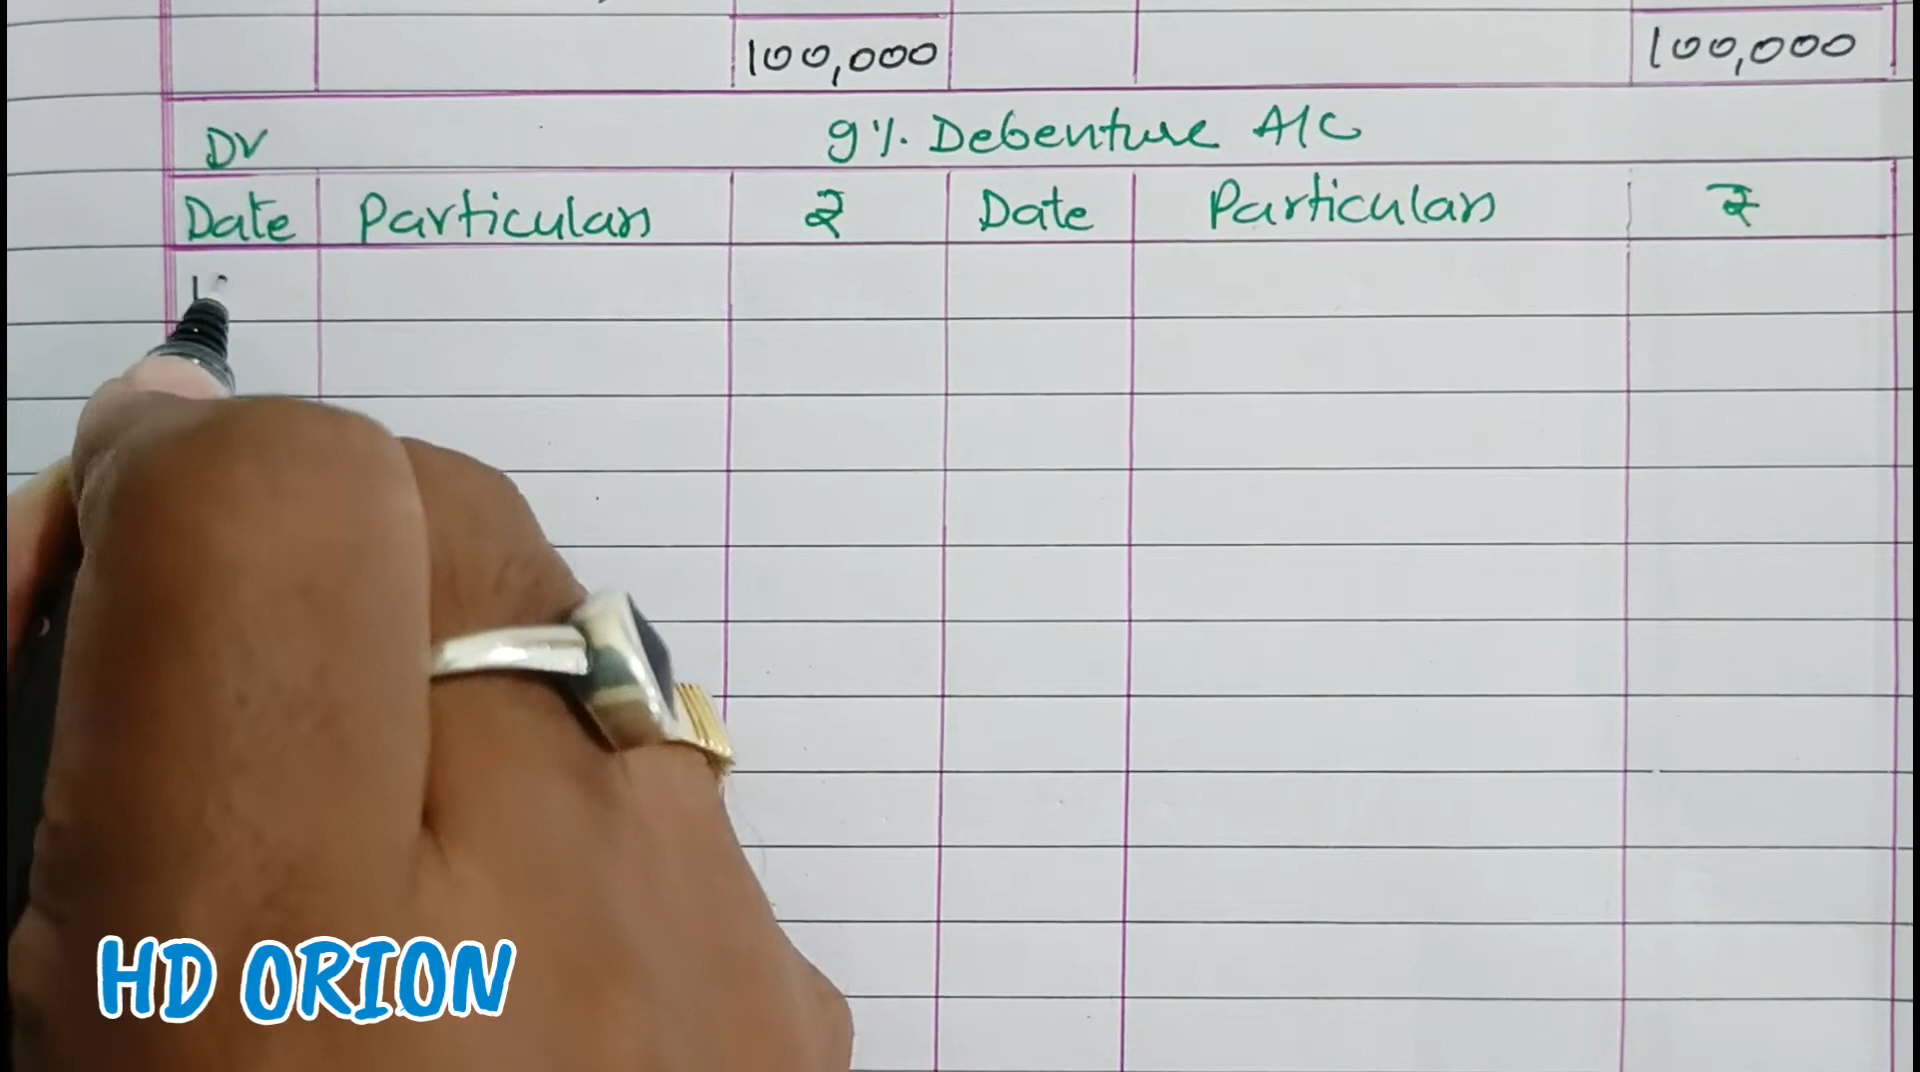 100,000 100,000
Dr 9%. Debenture A/C
Date Particulars ₹ Date Particulars ₹
HD ORION